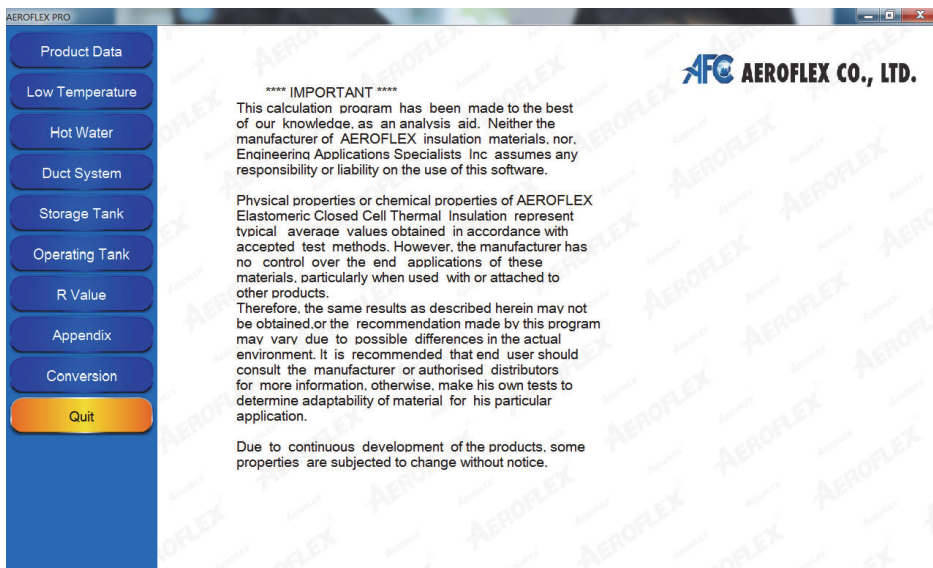 AEROFLEX PRO
Product Data
Low Temperature
Hot Water
Duct System
Storage Tank
Operating Tank
R Value
Appendix
Conversion
Quit
AFC AEROFLEX CO., LTD.
**** IMPORTANT ****
This calculation program has been made to the best
of our knowledge, as an analysis aid. Neither the
manufacturer of AEROFLEX insulation materials, nor,
Engineering Applications Specialists Inc assumes any
responsibility or liability on the use of this software.
Physical properties or chemical properties of AEROFLEX
Elastomeric Closed Cell Thermal Insulation represent
typical average values obtained in accordance with
accepted test methods. However, the manufacturer has
no control over the end applications of these
materials, particularly when used with or attached to
other products.
Therefore, the same results as described herein may not
be obtained,or the recommendation made by this program
may vary due to possible differences in the actual
environment. It is recommended that end user should
consult the manufacturer or authorised distributors
for more information, otherwise, make his own tests to
determine adaptability of material for his particular
application.
Due to continuous development of the products, some
properties are subjected to change without notice.